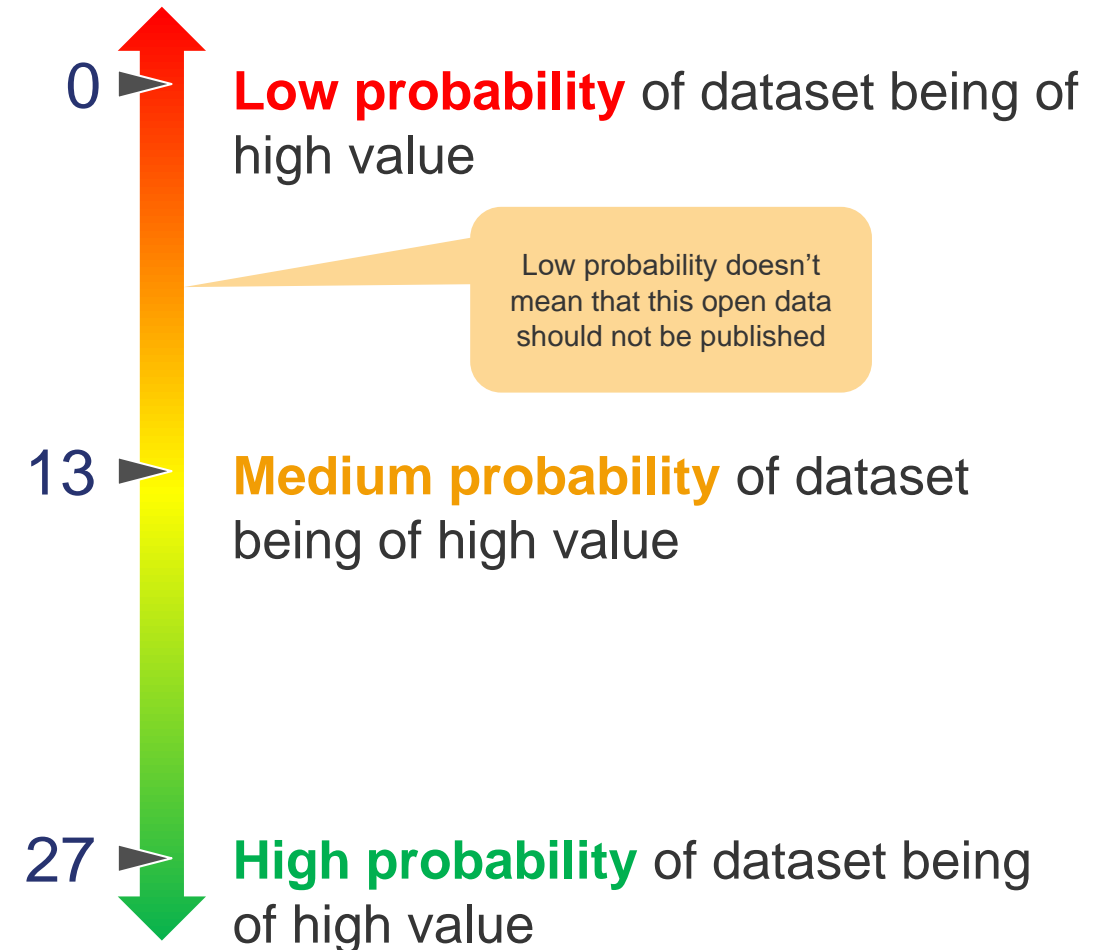 0
Low probability of dataset being of
high value
Low probability doesn’t
mean that this open data
should not be published
13
Medium probability of dataset
being of high value
27
High probability of dataset being
of high value